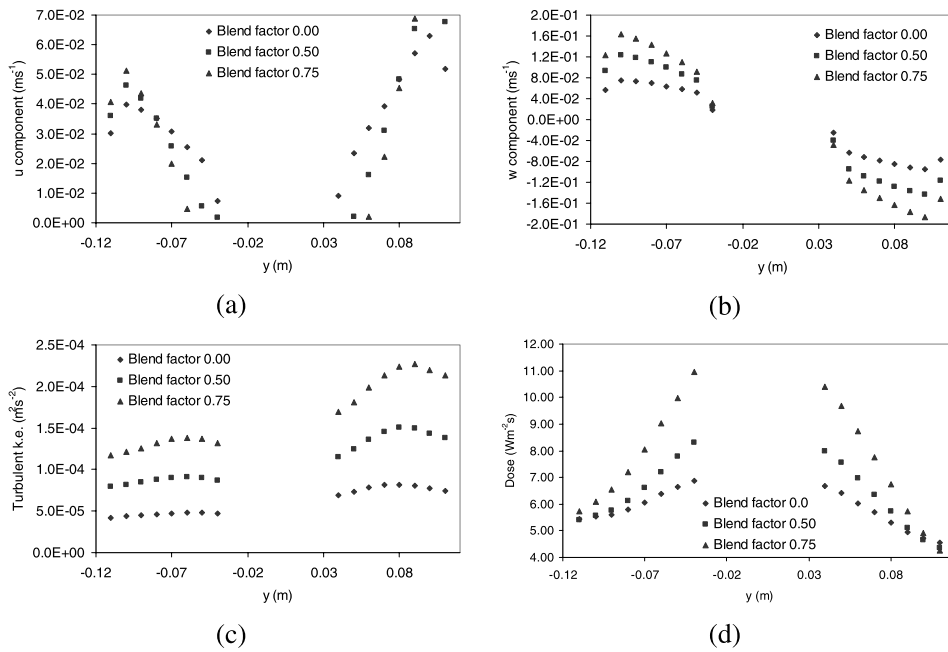 7.0E-02
6.0E-02
5.0E-02
4.0E-02
3.0E-02
2.0E-02
1.0E-02
0.0E+00
u component (ms-1)
Blend factor 0.00
Blend factor 0.50
Blend factor 0.75
-0.12 -0.07 -0.02 0.03 0.08
y (m)
(a)
2.0E-01
1.6E-01
1.2E-01
8.0E-02
4.0E-02
0.0E+00
-4.0E-02
-8.0E-02
-1.2E-01
-1.6E-01
-2.0E-01
w component (ms-1)
Blend factor 0.00
Blend factor 0.50
Blend factor 0.75
-0.12 -0.07 -0.02 0.03 0.08
y (m)
(b)
2.5E-04
2.0E-04
1.5E-04
1.0E-04
5.0E-05
0.0E+00
Turbulent k.e. (m2s-2)
Blend factor 0.00
Blend factor 0.50
Blend factor 0.75
-0.12 -0.07 -0.02 0.03 0.08
y (m)
(c)
12.00
11.00
10.00
9.00
8.00
7.00
6.00
5.00
4.00
Dose (Wm-2s)
Blend factor 0.0
Blend factor 0.50
Blend factor 0.75
-0.12 -0.07 -0.02 0.03 0.08
y (m)
(d)